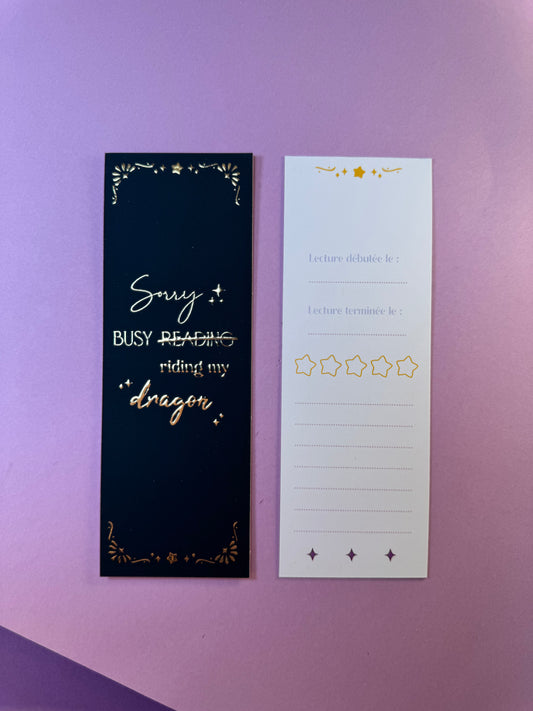 Sorry
BUSY READING
riding my
dragon
Lecture débutée le :
Lecture terminée le :